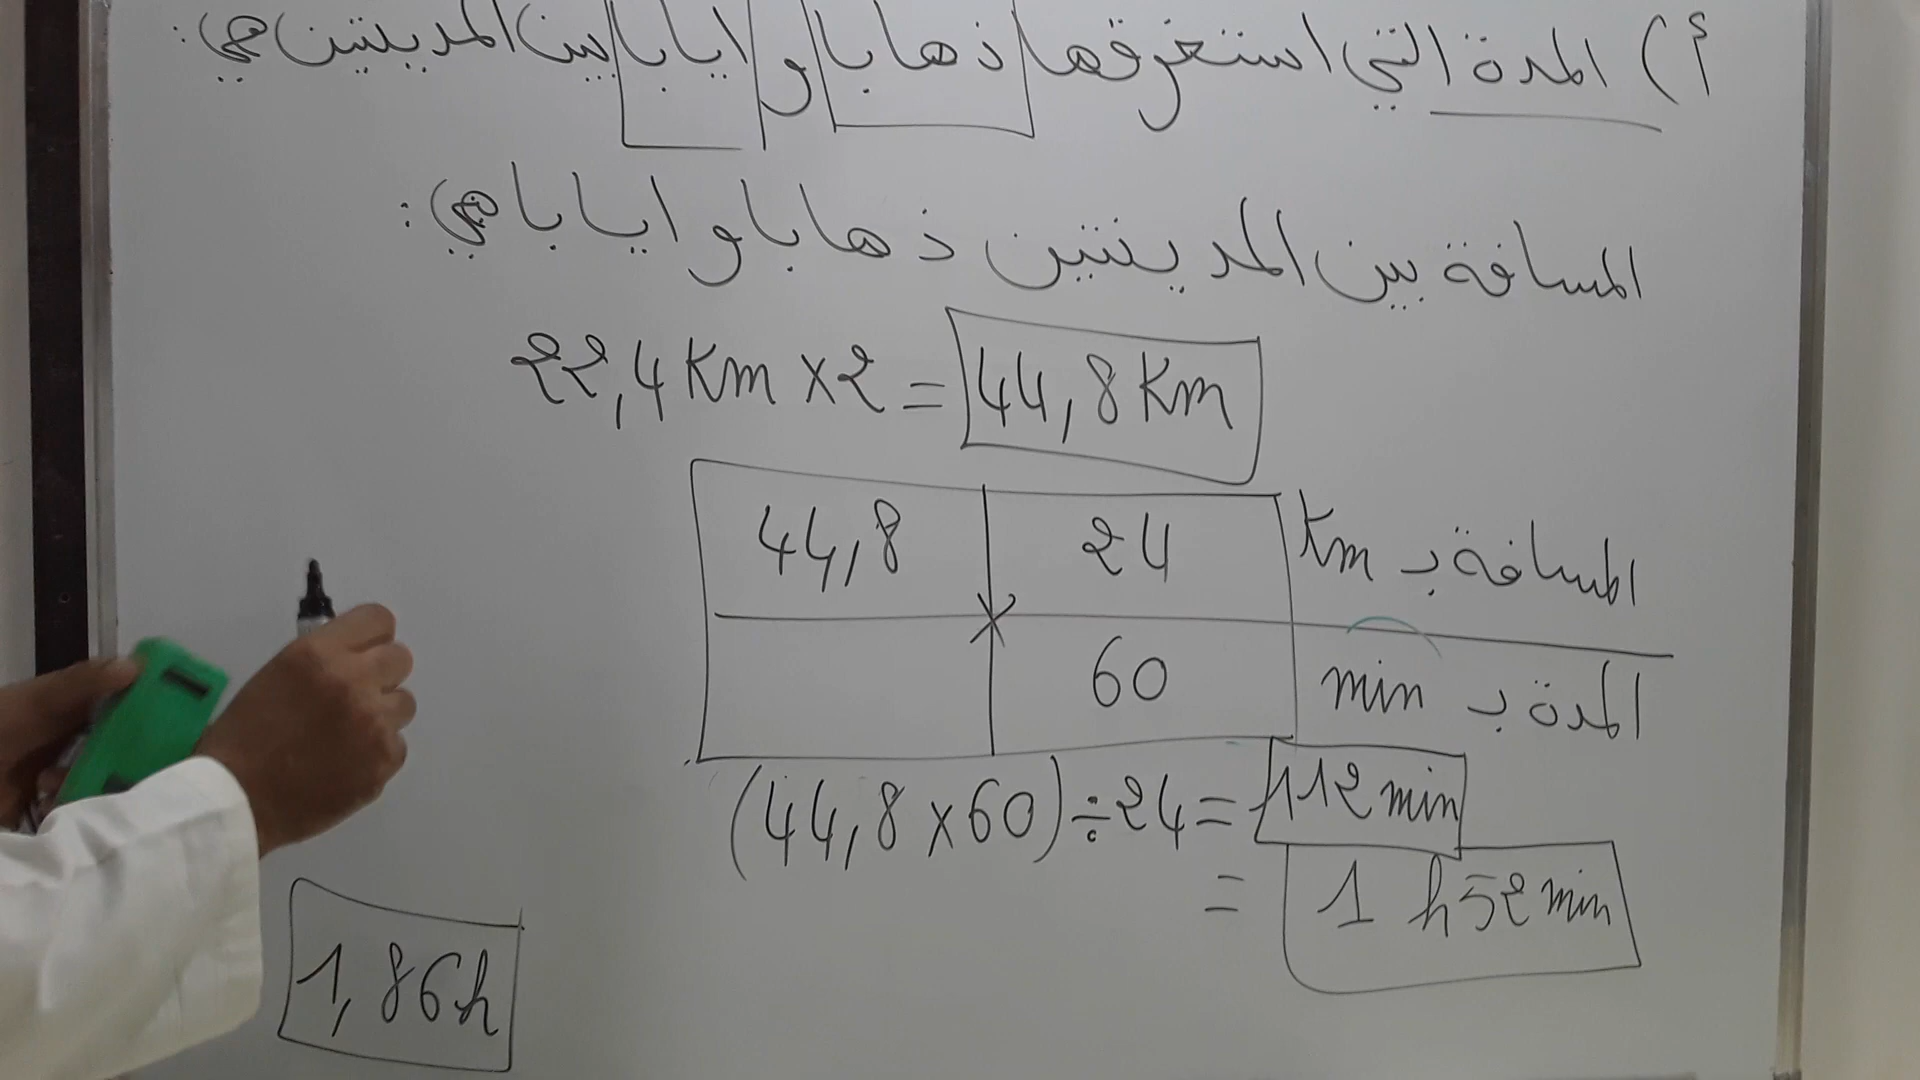 أ) المدة التي استغرقها ذهابا و ايابا بين المدينتين هي:
المسافة بين المدينتين ذهابا و ايابا هي:
22,4 Km x 2 = 44,8 Km
44,8 24 المسافة بـ Km
60 المدة بـ min
(44,8 x 60) ÷ 24 = 112 min
= 1 h 52 min
1,86h